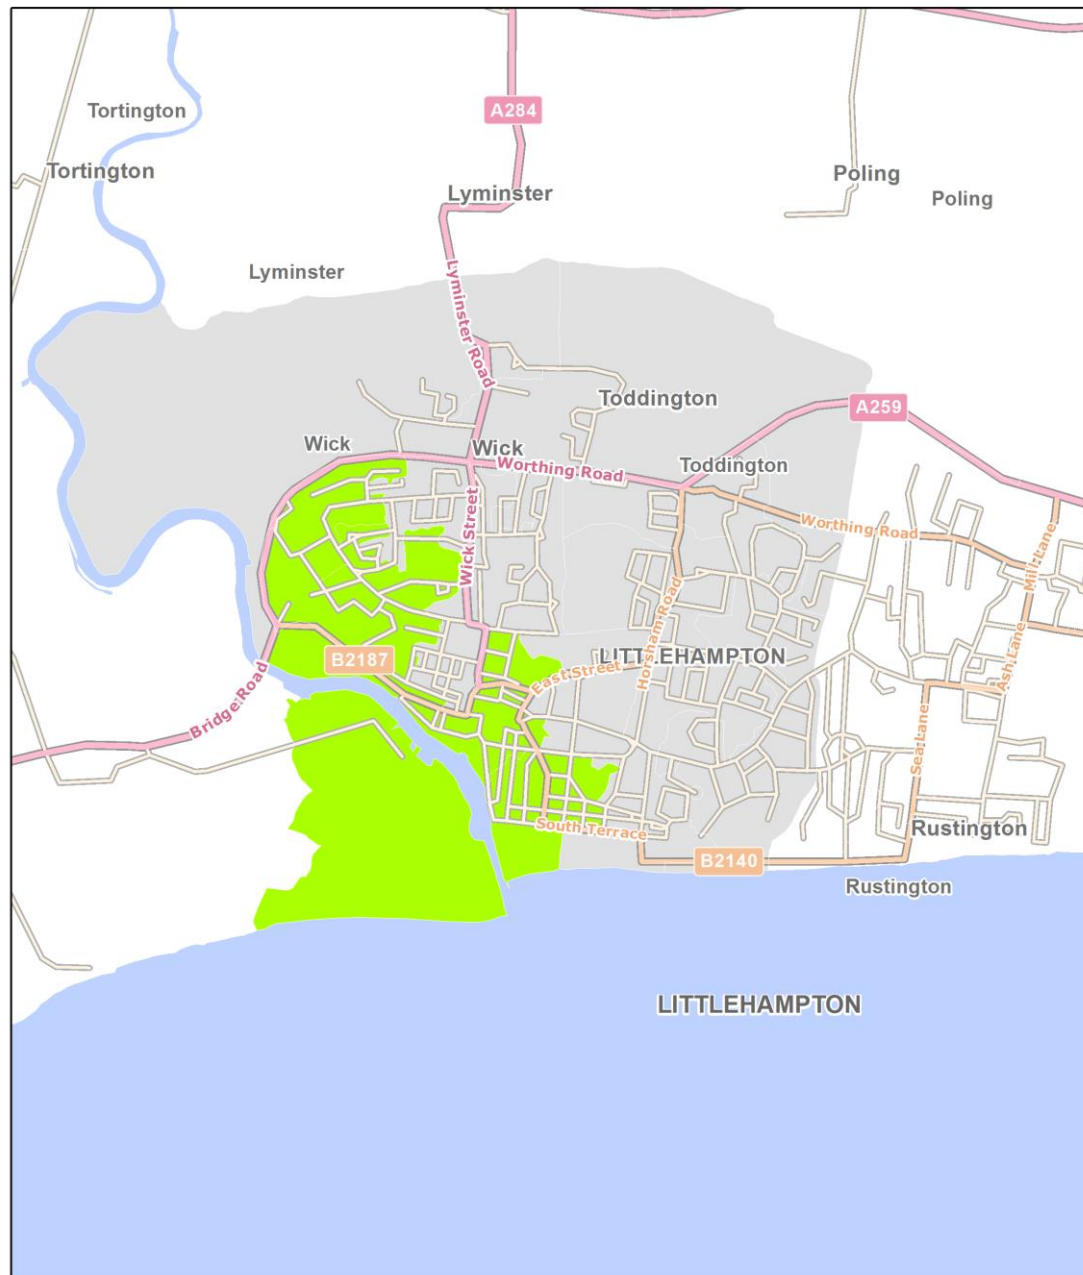 Tortington
A284
Tortington
Lyminster
Poling
Poling
Lyminster
Lyminster Road
Toddington
A259
Wick
Wick
Worthing Road
Toddington
Wick Street
Worthing Road
Mill Lane
Horsham Road
B2187
LITTLEHAMPTON
East Street
Ash Lane
Bridge Road
Sea Lane
South Terrace
Rustington
B2140
Rustington
LITTLEHAMPTON